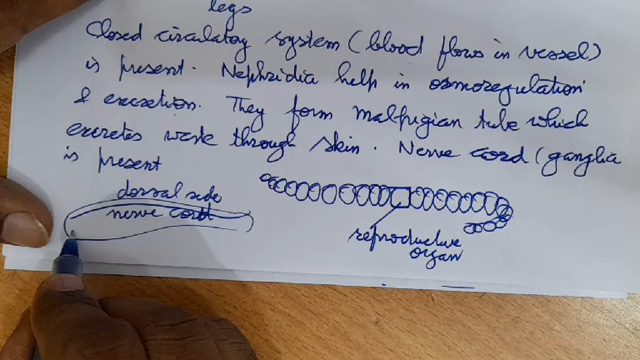 legs
Closed circulatory system (blood flows in vessel)
is present. Nephridia help in osmoregulation
& excretion. They form malpugian tube which
excretes waste through skin. Nerve cord (ganglia
is present
dorsal side
nerve cord
reproductive
organ